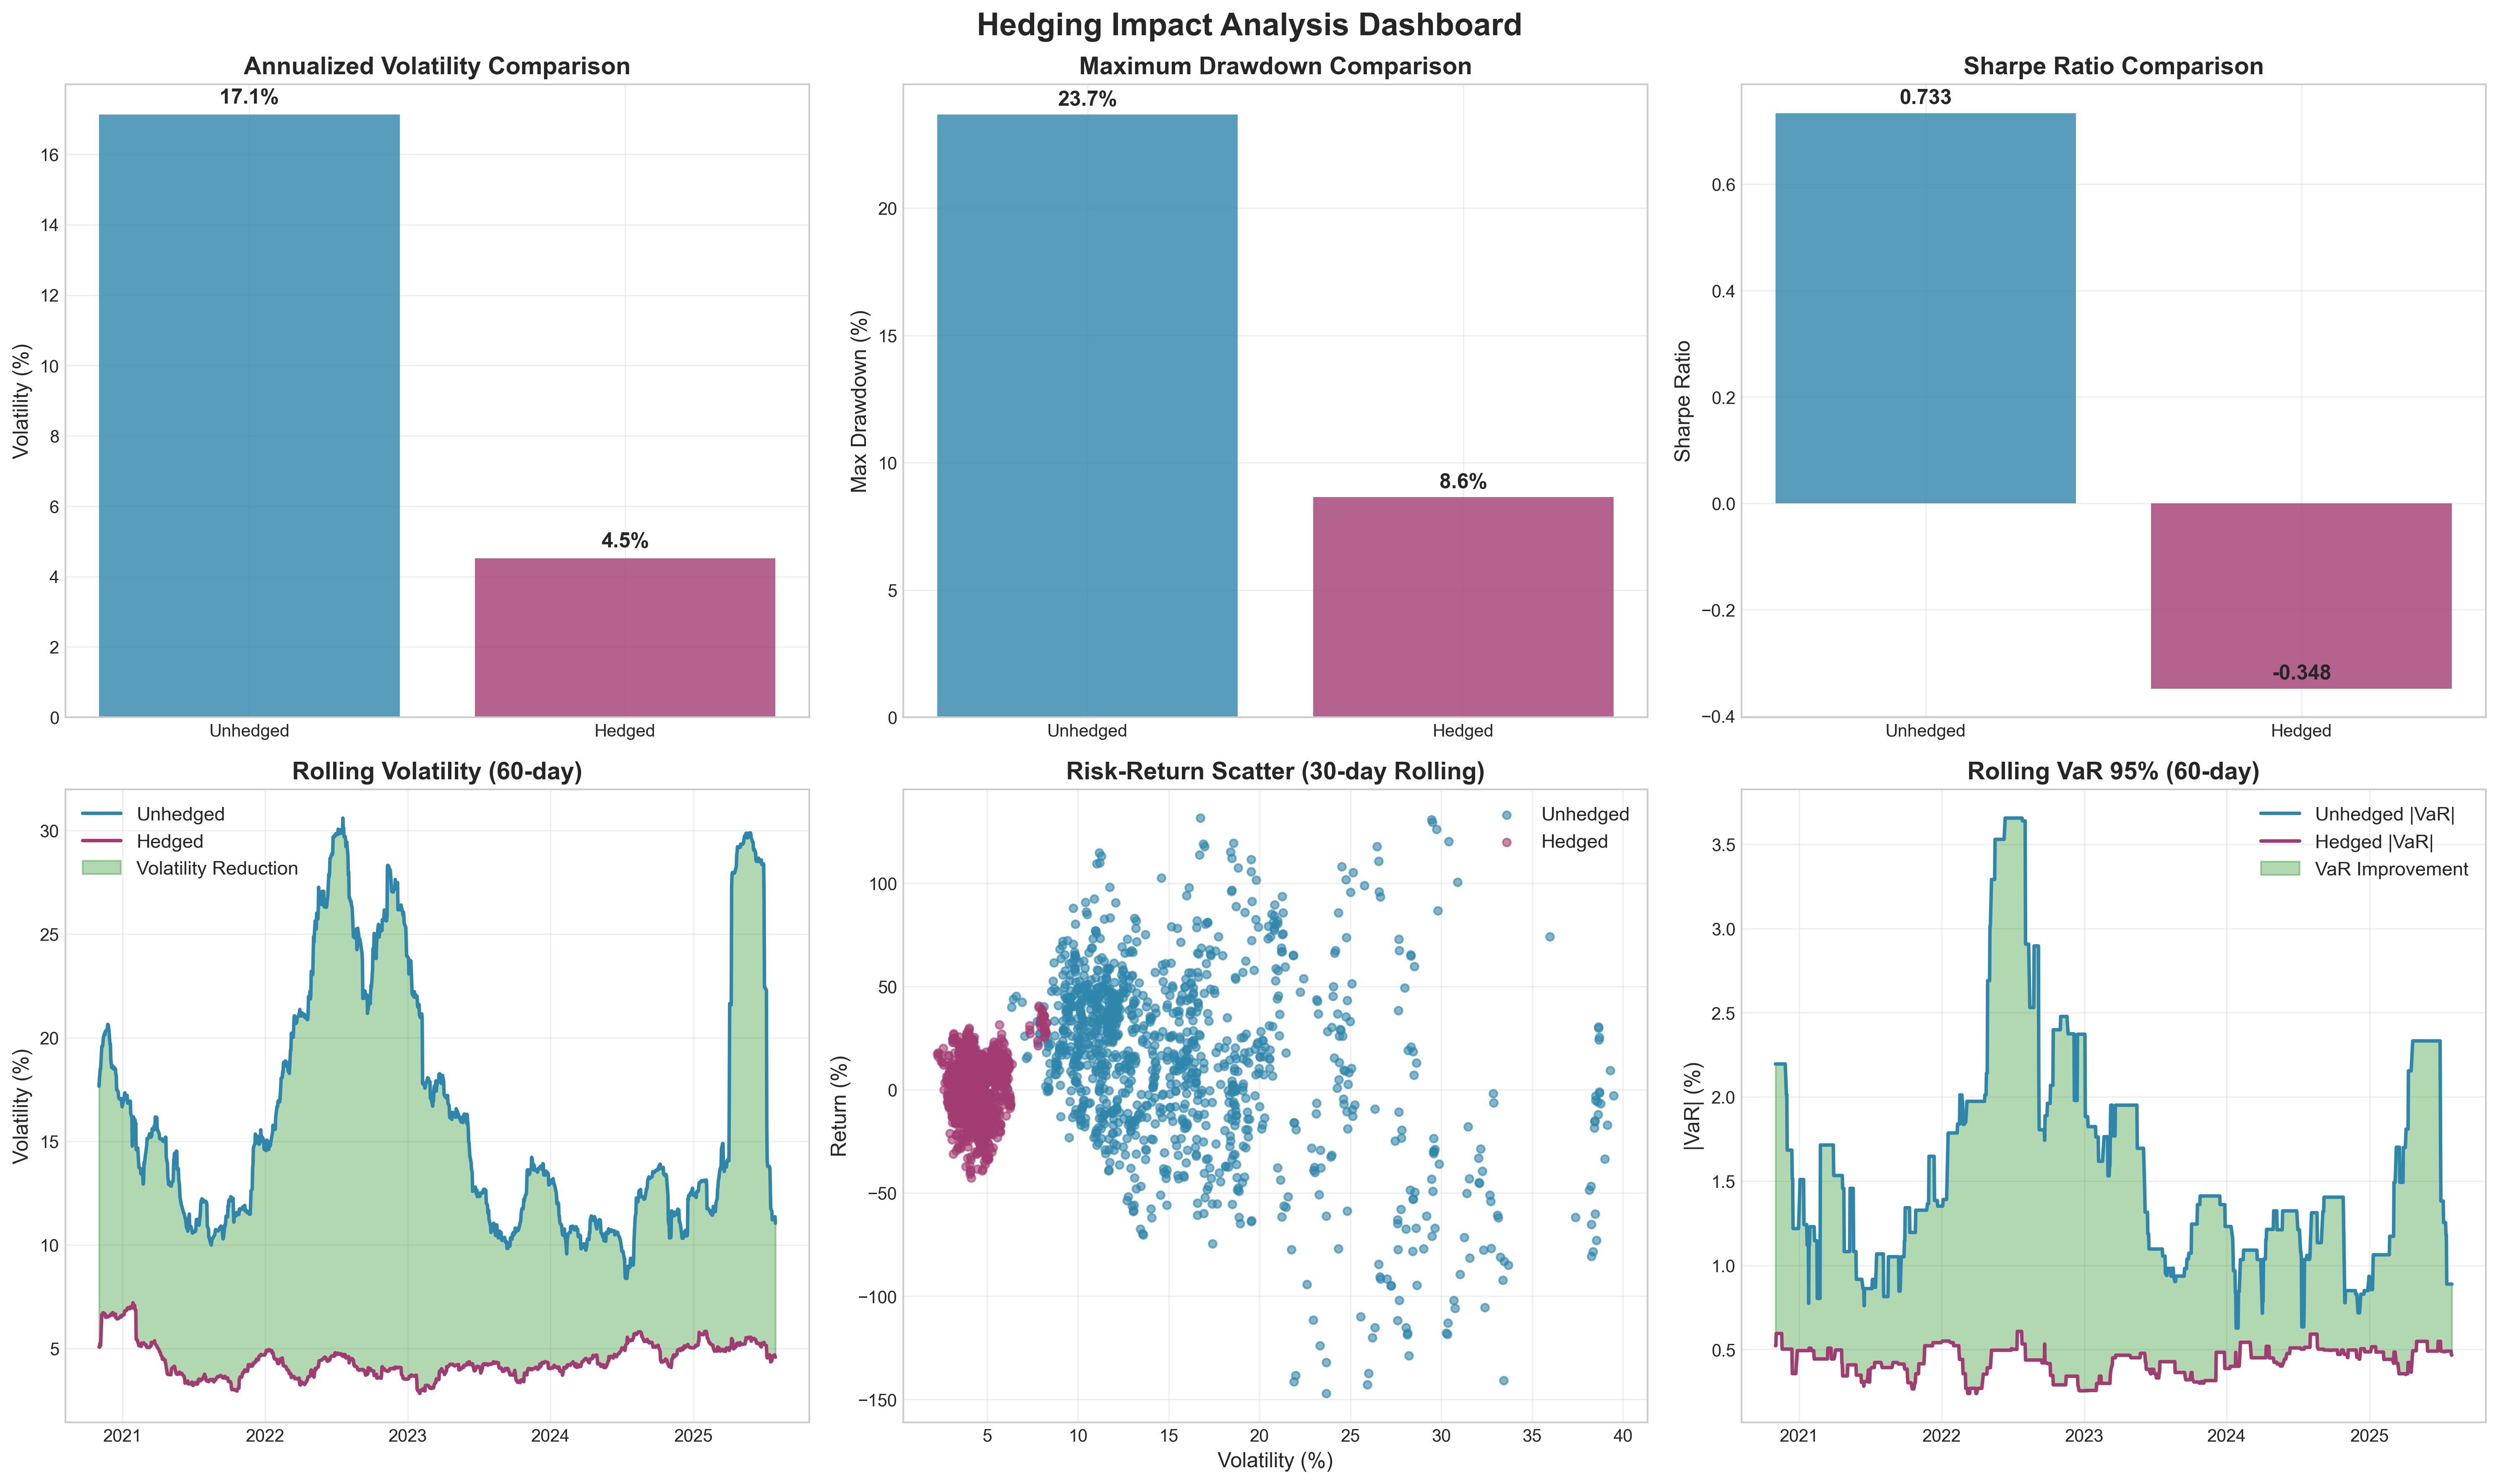 Hedging Impact Analysis Dashboard
Annualized Volatility Comparison
Volatility (%)
16
14
12
10
8
6
4
2
0
17.1%
4.5%
Unhedged
Hedged
Maximum Drawdown Comparison
Max Drawdown (%)
20
15
10
5
0
23.7%
8.6%
Unhedged
Hedged
Sharpe Ratio Comparison
Sharpe Ratio
0.6
0.4
0.2
0.0
−0.2
−0.4
0.733
-0.348
Unhedged
Hedged
Rolling Volatility (60-day)
Volatility (%)
30
25
20
15
10
5
Unhedged
Hedged
Volatility Reduction
2021
2022
2023
2024
2025
Risk-Return Scatter (30-day Rolling)
Return (%)
100
50
0
−50
−100
−150
Unhedged
Hedged
5
10
15
20
25
30
35
40
Volatility (%)
Rolling VaR 95% (60-day)
|VaR| (%)
3.5
3.0
2.5
2.0
1.5
1.0
0.5
Unhedged |VaR|
Hedged |VaR|
VaR Improvement
2021
2022
2023
2024
2025